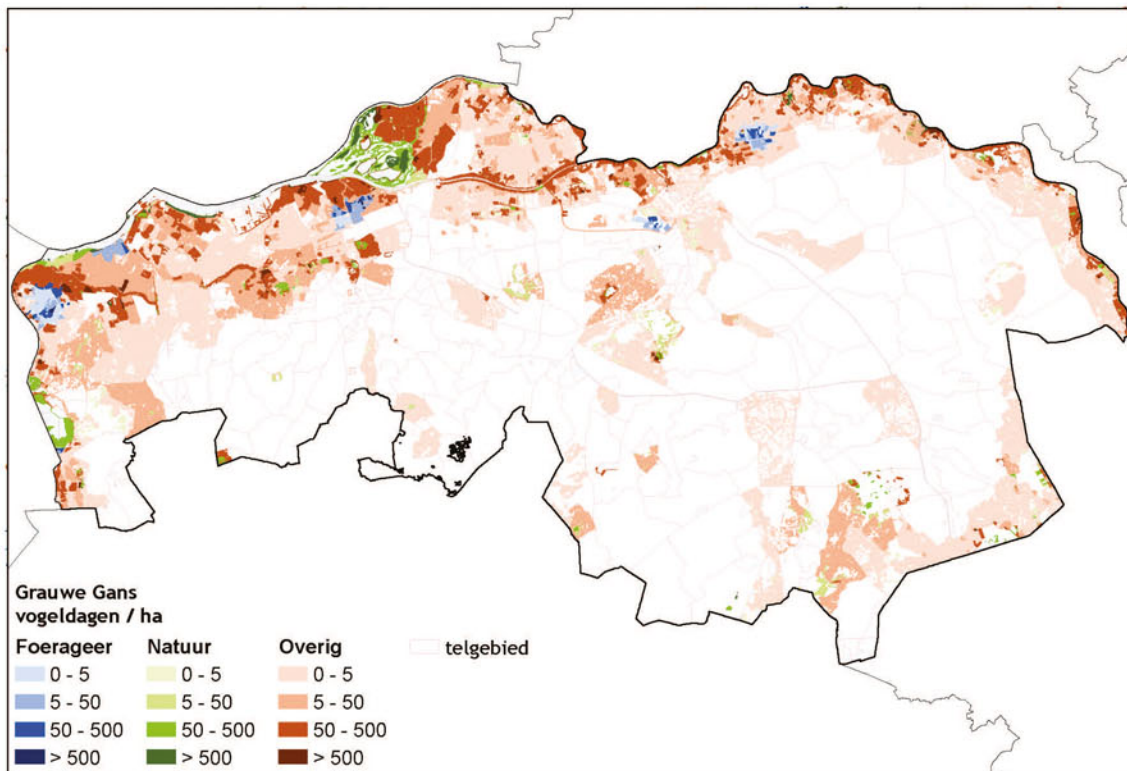 Grauwe Gans
vogeldagen / ha
Foerageer Natuur Overig telgebied
0 - 5 0 - 5 0 - 5
5 - 50 5 - 50 5 - 50
50 - 500 50 - 500 50 - 500
> 500 > 500 > 500